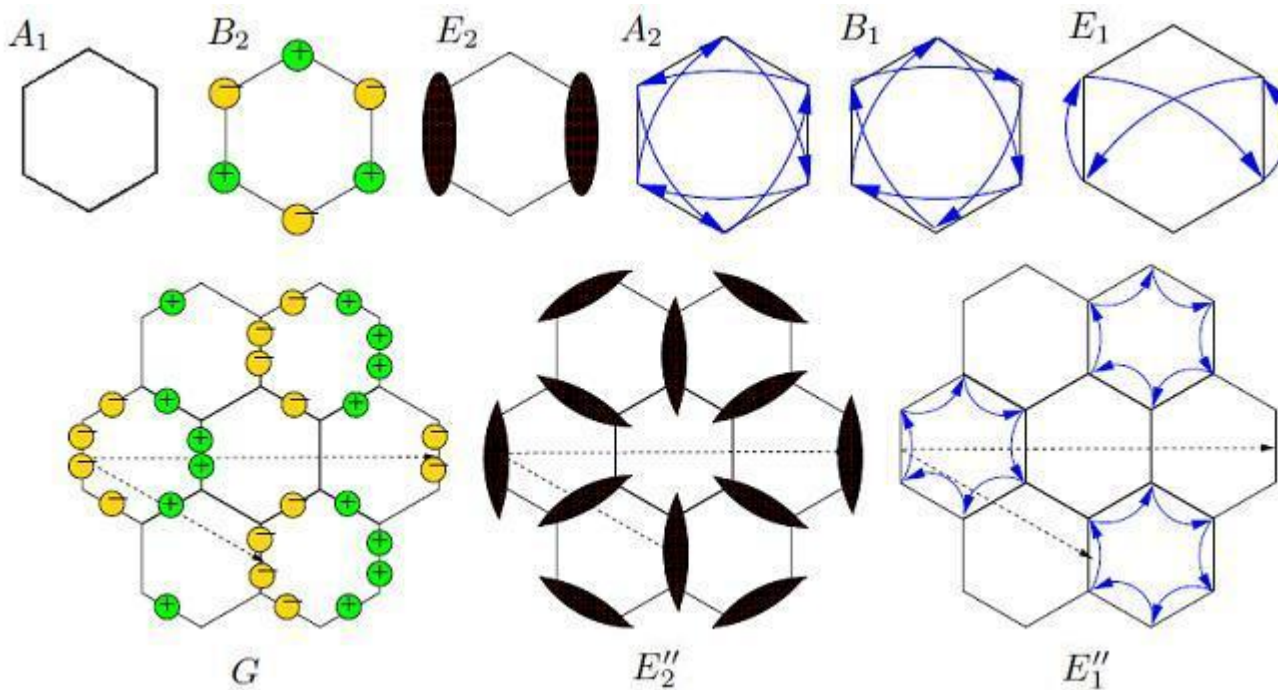 A₁ B₂ E₂ A₂ B₁ E₁
+ − − + + −
− + − + + + − − + + − + − + − + − − − + − + − + − + + − +
G E₂″ E₁″